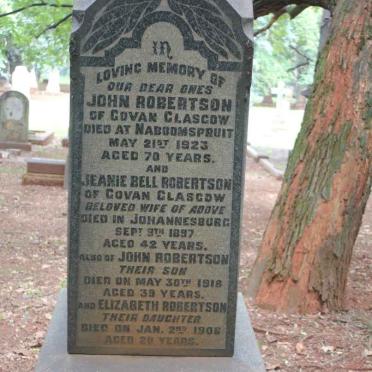 IN
LOVING MEMORY
OF
OUR DEAR ONES
JOHN ROBERTSON
OF GOVAN GLASGOW
DIED AT NABOOMSPRUIT
MAY 21ST 1923
AGED 70 YEARS.
AND
JEANIE BELL ROBERTSON
OF GOVAN GLASGOW
BELOVED WIFE OF ABOVE
DIED IN JOHANNESBURG
SEPT 9TH 1897
AGED 42 YEARS.
ALSO OF JOHN ROBERTSON
THEIR SON
DIED ON MAY 30TH 1918
AGED 39 YEARS.
AND ELIZABETH ROBERTSON
THEIR DAUGHTER
DIED ON JAN. 2ND 1906
AGED 20 YEARS.